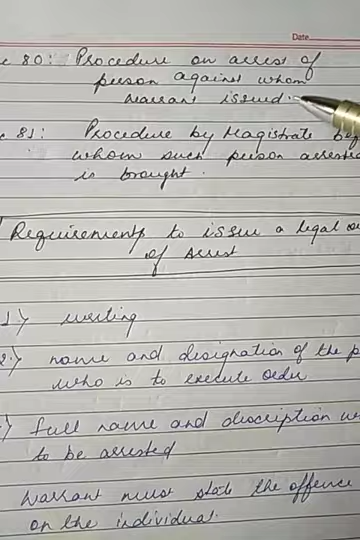 Date
80: Procedure on arrest of
person against whom
warrant issued.
81: Procedure by Magistrate
whom such person arrested
is brought.
Requirements to issue a legal
of arrest
1) writing
2) name and designation of the
who is to execute order
) full name and discription
to be arrested
warrant must state the offence
on the individual.